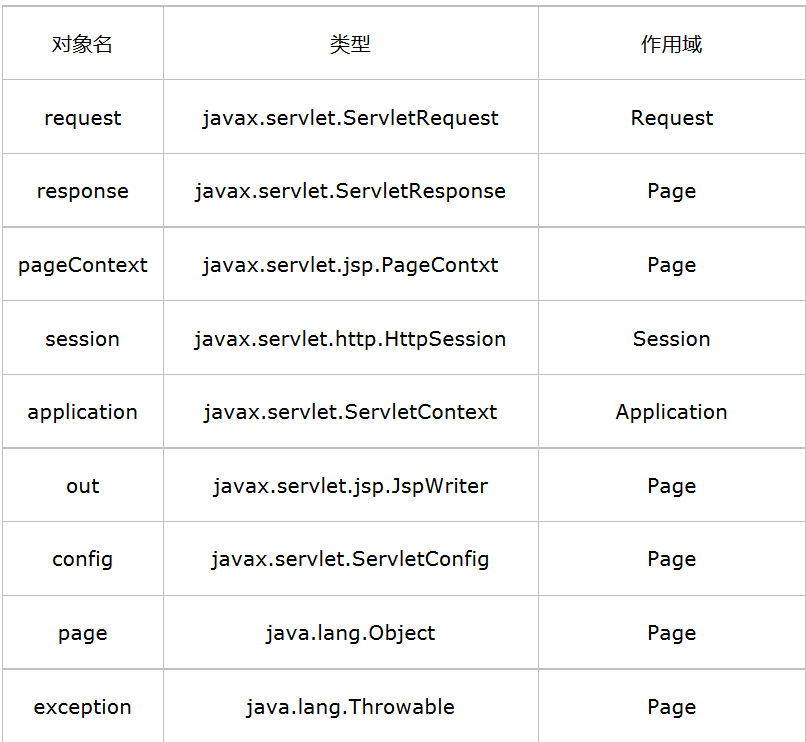 对象名 类型 作用域
request javax.servlet.ServletRequest Request
response javax.servlet.ServletResponse Page
pageContext javax.servlet.jsp.PageContxt Page
session javax.servlet.http.HttpSession Session
application javax.servlet.ServletContext Application
out javax.servlet.jsp.JspWriter Page
config javax.servlet.ServletConfig Page
page java.lang.Object Page
exception java.lang.Throwable Page